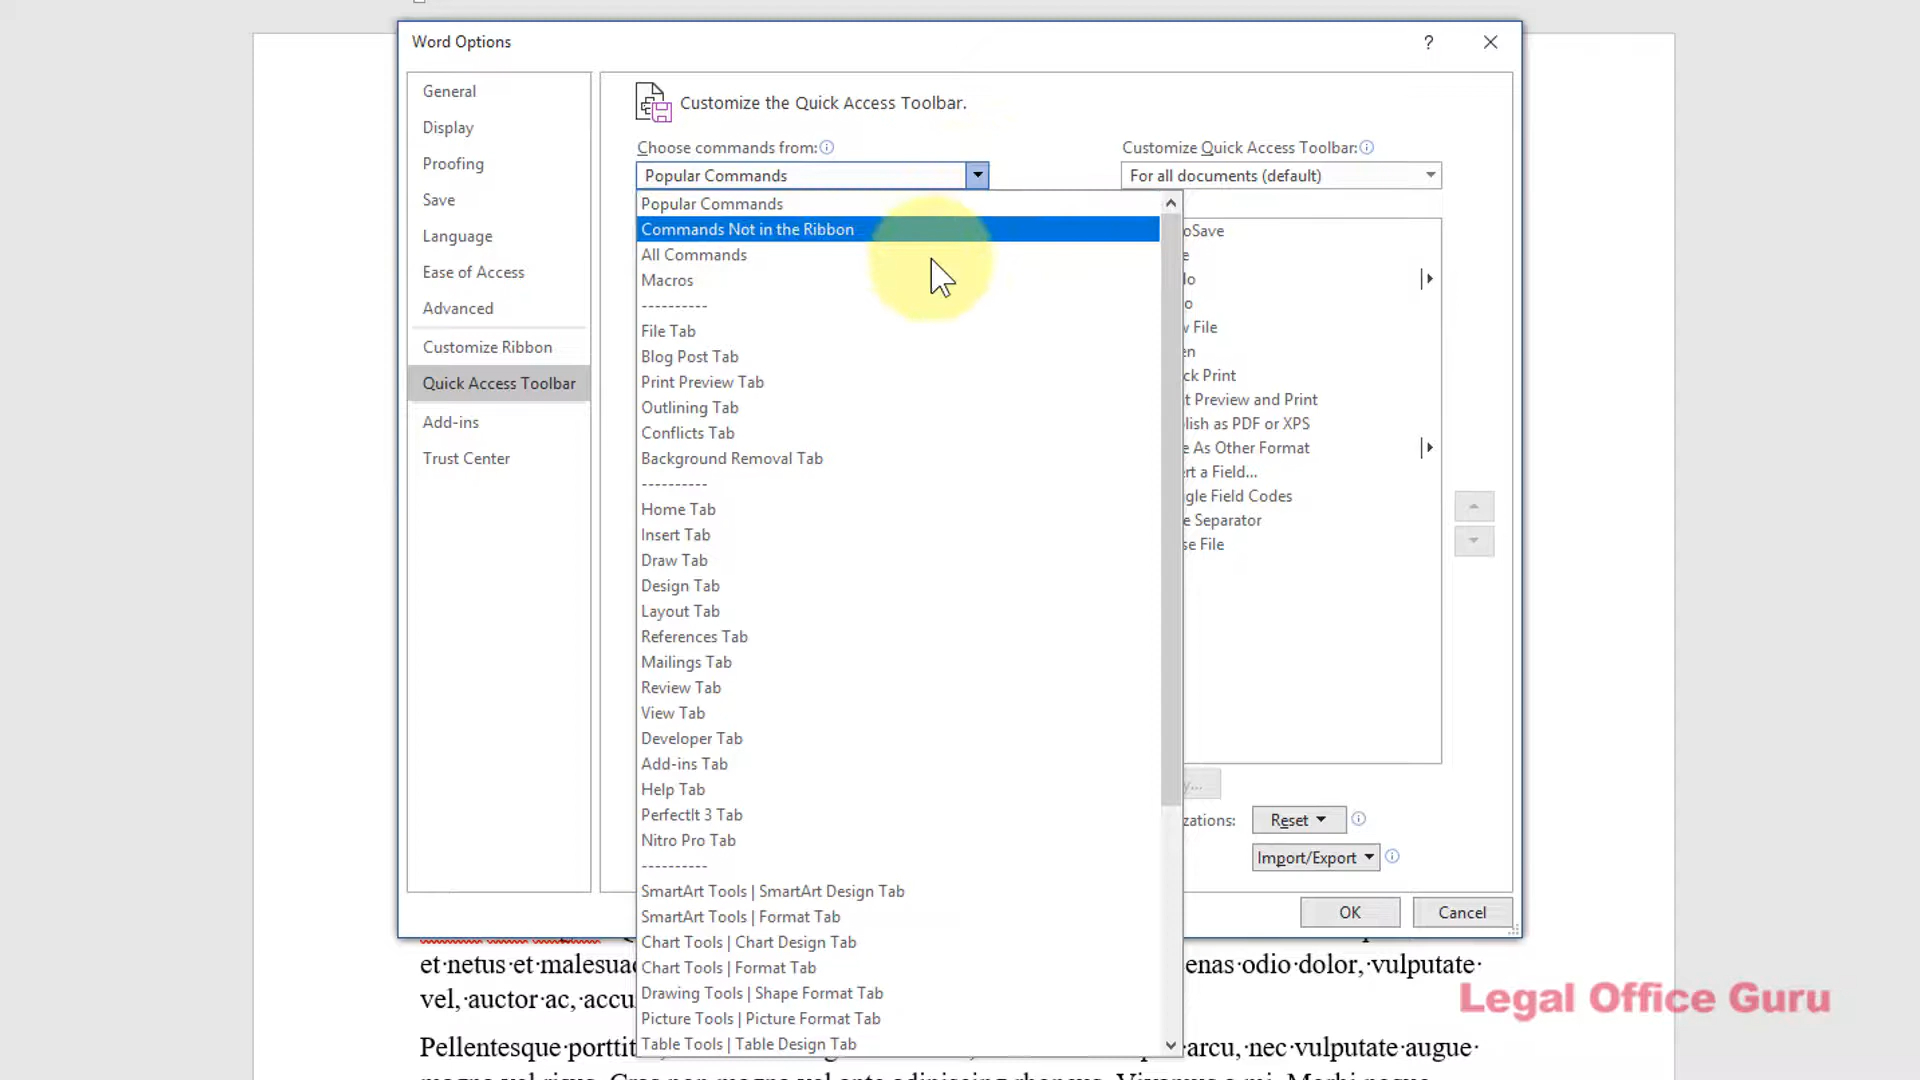 Word Options
?
General
Display
Proofing
Save
Language
Ease of Access
Advanced
Customize Ribbon
Quick Access Toolbar
Add-ins
Trust Center
Customize the Quick Access Toolbar.
Choose commands from:
Popular Commands
Popular Commands
Commands Not in the Ribbon
All Commands
Macros
----------
File Tab
Blog Post Tab
Print Preview Tab
Outlining Tab
Conflicts Tab
Background Removal Tab
----------
Home Tab
Insert Tab
Draw Tab
Design Tab
Layout Tab
References Tab
Mailings Tab
Review Tab
View Tab
Developer Tab
Add-ins Tab
Help Tab
PerfectIt 3 Tab
Nitro Pro Tab
----------
SmartArt Tools | SmartArt Design Tab
SmartArt Tools | Format Tab
Chart Tools | Chart Design Tab
Chart Tools | Format Tab
Drawing Tools | Shape Format Tab
Picture Tools | Picture Format Tab
Table Tools | Table Design Tab
Customize Quick Access Toolbar:
For all documents (default)
oSave
e
lo
o
v File
en
ck Print
t Preview and Print
lish as PDF or XPS
e As Other Format
rt a Field...
gle Field Codes
e Separator
se File
y...
zations:
Reset
Import/Export
OK
Cancel
et·netus·et·malesuad
enas·odio·dolor,·vulputate·
vel,·auctor·ac,·accu
Pellentesque·porttit
arcu,·nec·vulputate·augue·
Legal Office Guru